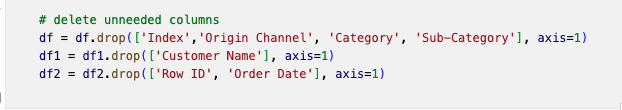 # delete unneeded columns
df = df.drop(['Index','Origin Channel', 'Category', 'Sub-Category'], axis=1)
df1 = df1.drop(['Customer Name'], axis=1)
df2 = df2.drop(['Row ID', 'Order Date'], axis=1)